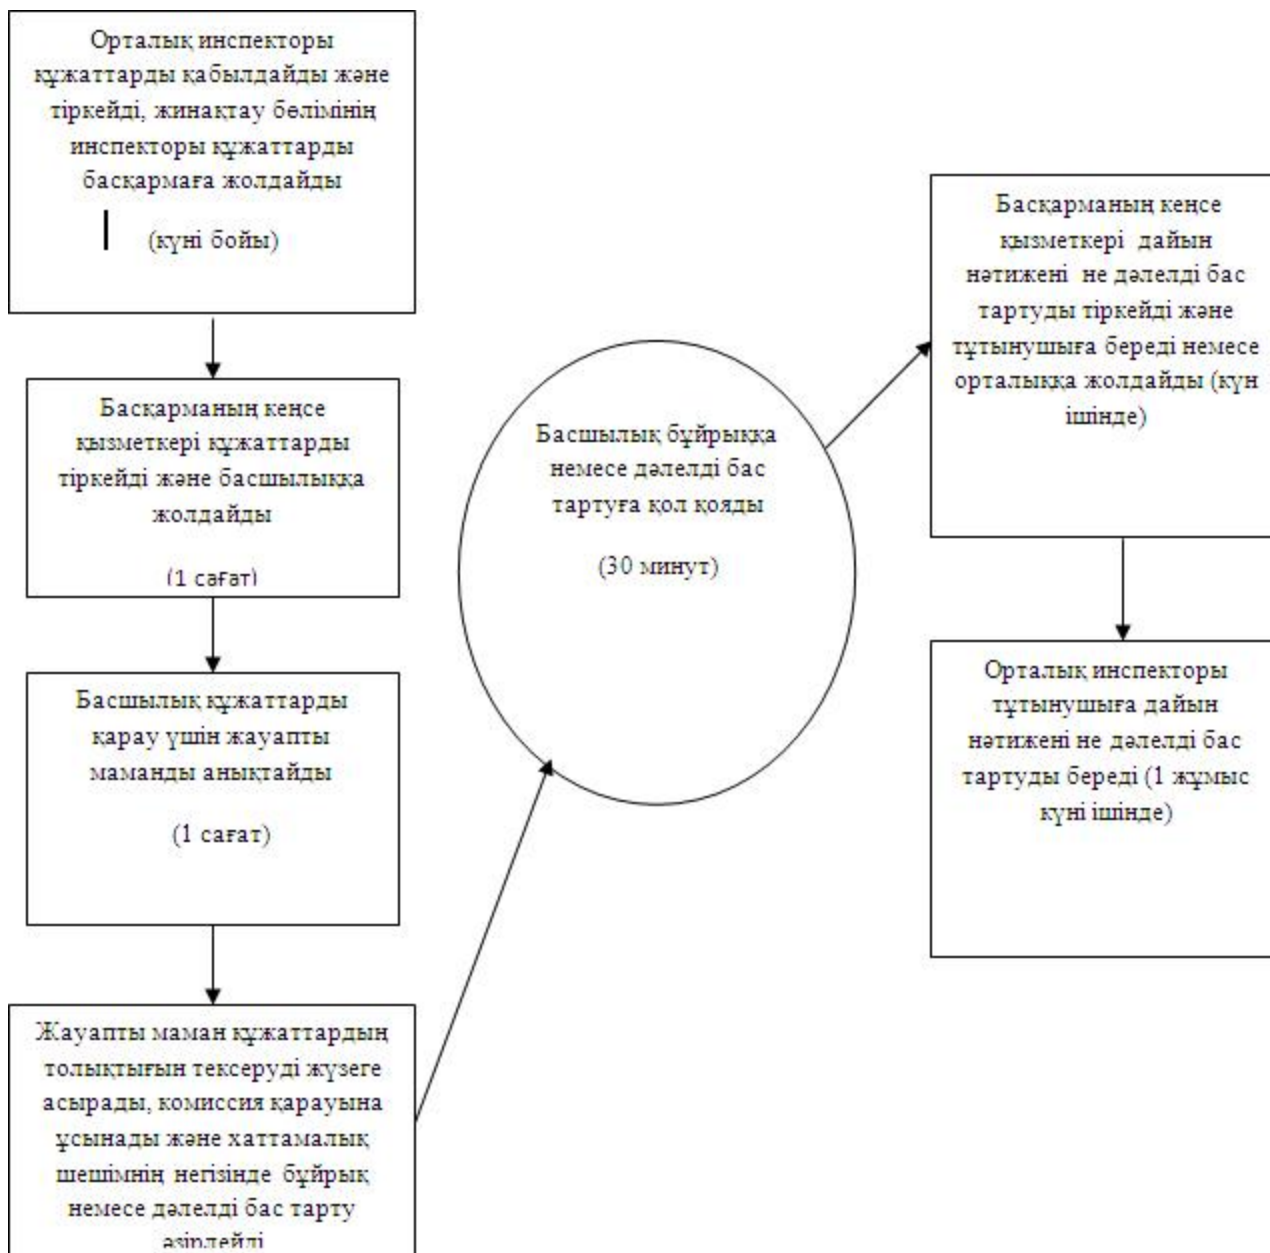 Орталық инспекторы
құжаттарды қабылдайды және
тіркейді, жинақтау бөлімінің
инспекторы құжаттарды
басқармаға жолдайды
(күні бойы)
Басқарманың кеңсе
қызметкері құжаттарды
тіркейді және басшылыққа
жолдайды
(1 сағат)
Басшылық құжаттарды
қарау үшін жауапты
маманды анықтайды
(1 сағат)
Жауапты маман құжаттардың
толықтығын тексеруді жүзеге
асырады, комиссия қарауына
ұсынады және хаттамалық
шешімнің негізінде бұйрық
немесе дәлелді бас тарту
әзірлейді
Басшылық бұйрыққа
немесе дәлелді бас
тартуға қол қояды
(30 минут)
Басқарманың кеңсе
қызметкері дайын
нәтижені не дәлелді бас
тартуды тіркейді және
тұтынушыға береді немесе
орталыққа жолдайды (күн
ішінде)
Орталық инспекторы
тұтынушыға дайын
нәтижені не дәлелді бас
тартуды береді (1 жұмыс
күні ішінде)